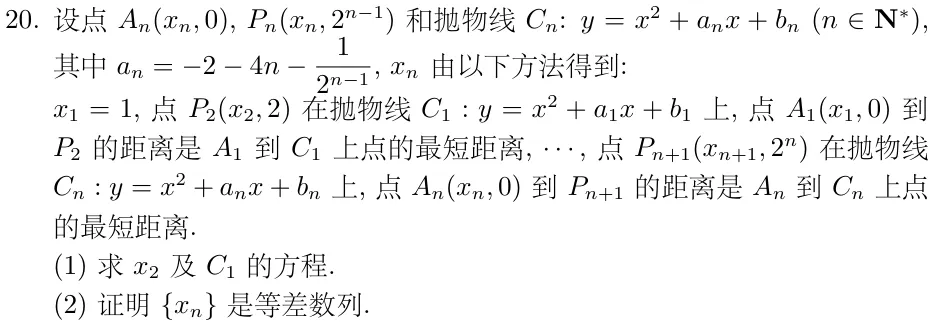 20. 设点 $A_n(x_n, 0)$, $P_n(x_n, 2^{n-1})$ 和抛物线 $C_n$: $y = x^2 + a_n x + b_n$ ($n \in \mathbf{N}^*$),
其中 $a_n = -2 - 4n - \frac{1}{2^{n-1}}$, $x_n$ 由以下方法得到:
$x_1 = 1$, 点 $P_2(x_2, 2)$ 在抛物线 $C_1 : y = x^2 + a_1 x + b_1$ 上, 点 $A_1(x_1, 0)$ 到
$P_2$ 的距离是 $A_1$ 到 $C_1$ 上点的最短距离, $\cdots$, 点 $P_{n+1}(x_{n+1}, 2^n)$ 在抛物线
$C_n : y = x^2 + a_n x + b_n$ 上, 点 $A_n(x_n, 0)$ 到 $P_{n+1}$ 的距离是 $A_n$ 到 $C_n$ 上点
的最短距离.
(1) 求 $x_2$ 及 $C_1$ 的方程.
(2) 证明 $\{x_n\}$ 是等差数列.